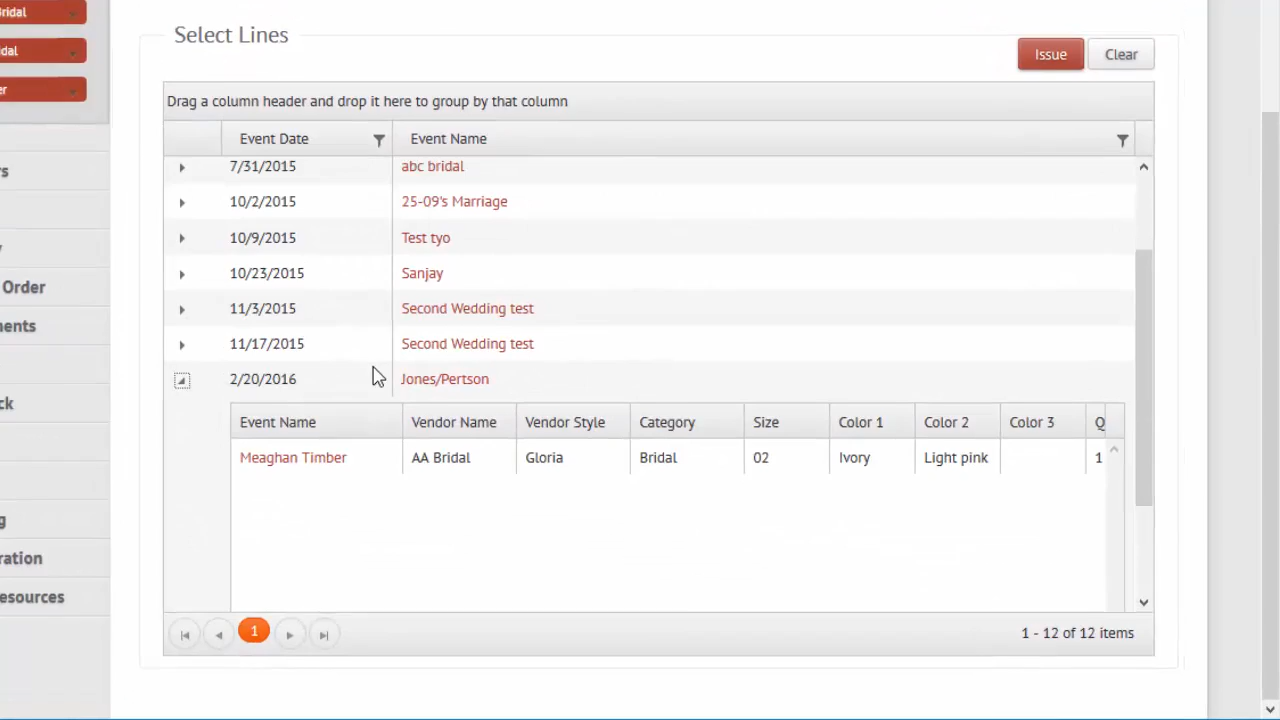 Bridal
dal
er
s
y
Order
ents
ck
g
ration
esources
Select Lines
Issue
Clear
Drag a column header and drop it here to group by that column
Event Date Event Name
7/31/2015 abc bridal
10/2/2015 25-09's Marriage
10/9/2015 Test tyo
10/23/2015 Sanjay
11/3/2015 Second Wedding test
11/17/2015 Second Wedding test
2/20/2016 Jones/Pertson
Event Name Vendor Name Vendor Style Category Size Color 1 Color 2 Color 3 Q
Meaghan Timber AA Bridal Gloria Bridal 02 Ivory Light pink 1
1 1 - 12 of 12 items